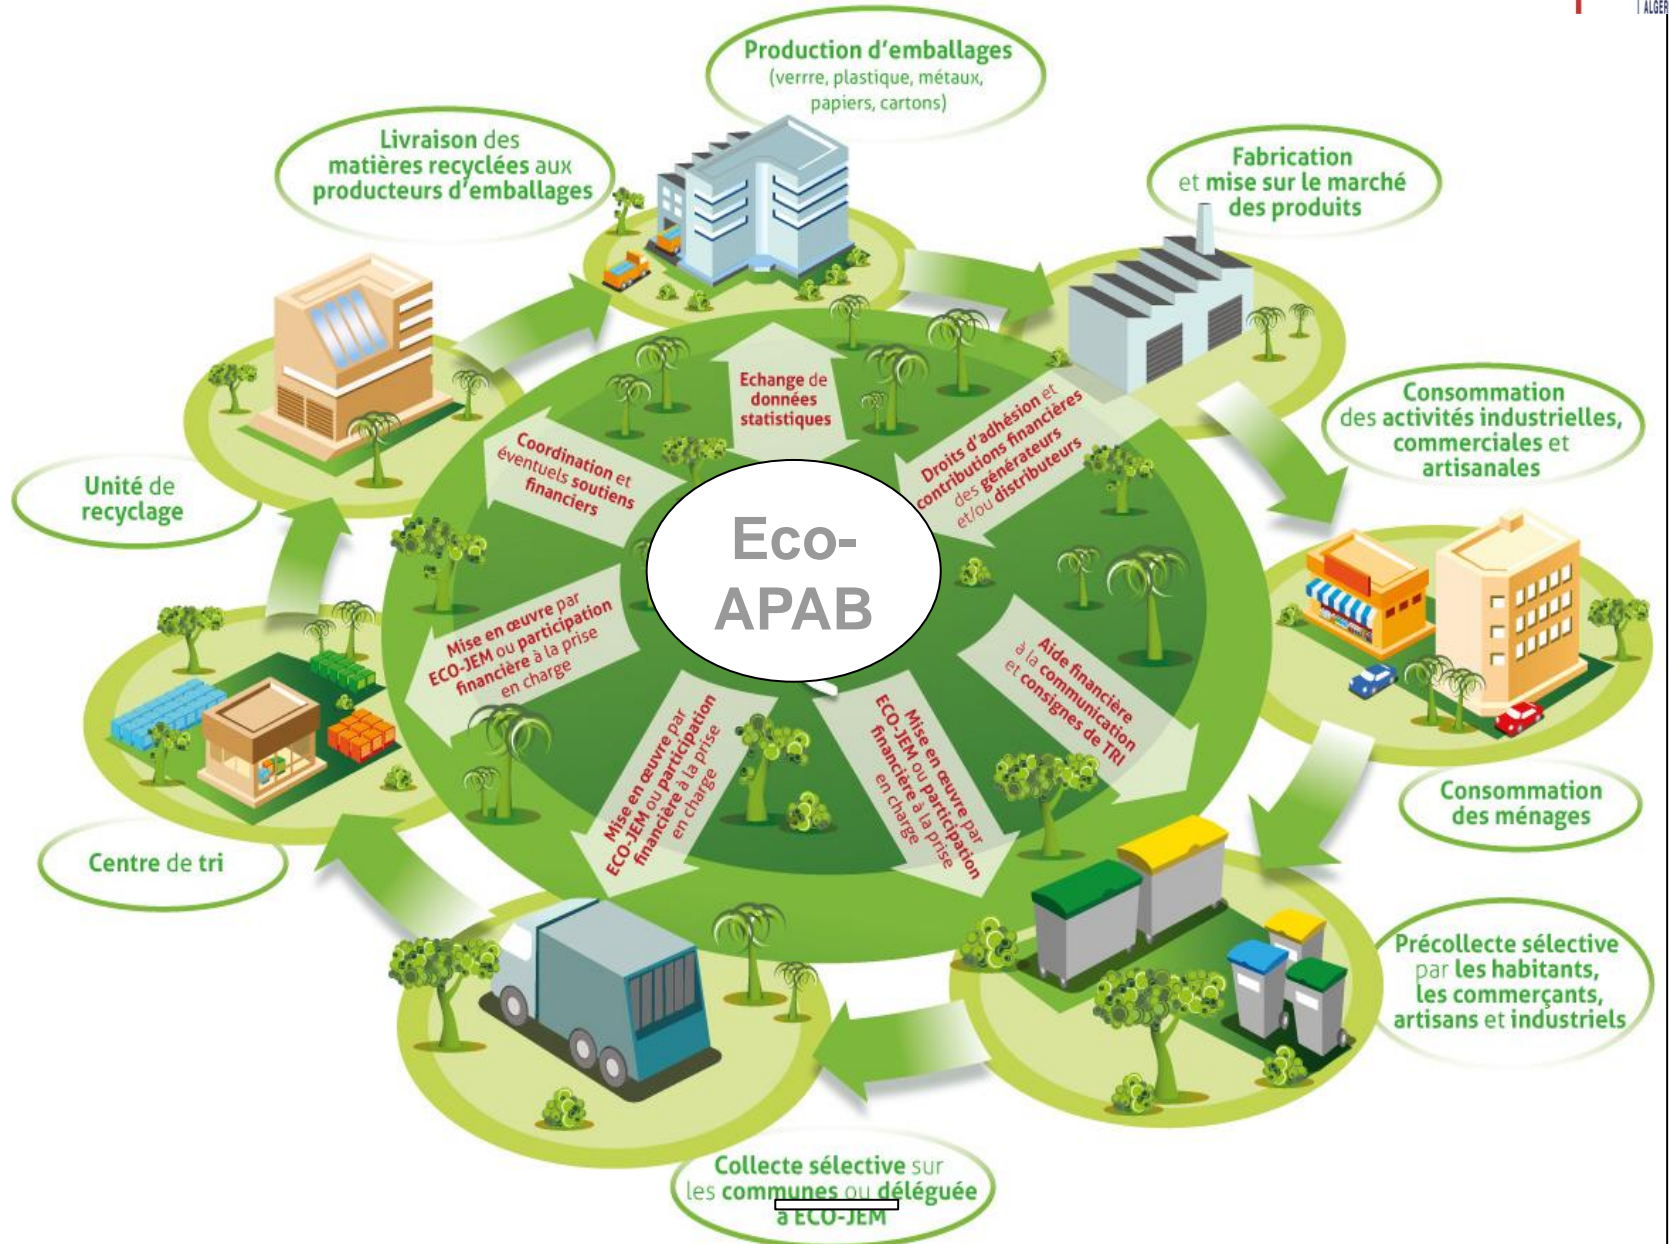 ALGER
Production d'emballages
(verrre, plastique, métaux,
papiers, cartons)
Livraison des
matières recyclées aux
producteurs d'emballages
Fabrication
et mise sur le marché
des produits
Consommation
des activités industrielles,
commerciales et
artisanales
Unité de
recyclage
Echange de
données
statistiques
Coordination et
éventuels soutiens
financiers
Droits d'adhésion et
contributions financières
des générateurs
et/ou distributeurs
Eco-
APAB
Mise en œuvre par
ECO-JEM ou participation
financière à la prise
en charge
Mise en œuvre par
ECO-JEM ou participation
financière à la prise
en charge
Mise en œuvre par
ECO-JEM ou participation
financière à la prise
en charge
Aide financière
à la communication
et consignes de TRI
Consommation
des ménages
Centre de tri
Précollecte sélective
par les habitants,
les commerçants,
artisans et industriels
Collecte sélective sur
les communes ou déléguée
à ECO-JEM